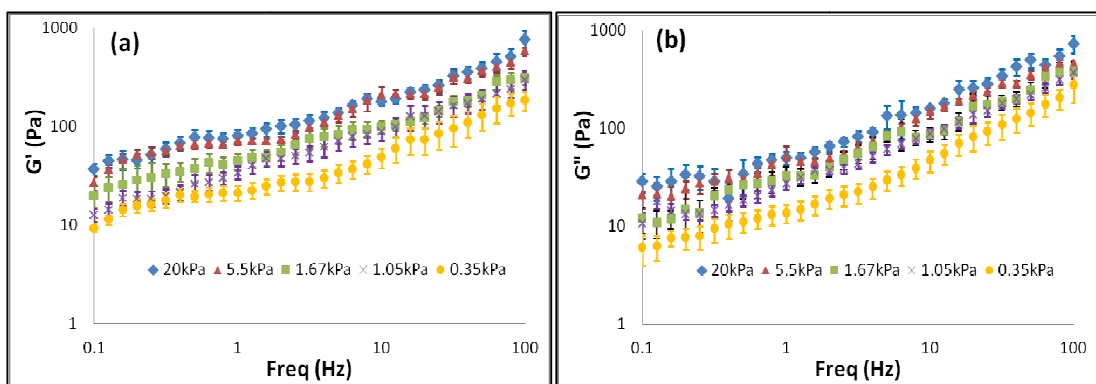 (a)
G' (Pa)
1000
100
10
1
20kPa 5.5kPa 1.67kPa 1.05kPa 0.35kPa
0.1 1 10 100
Freq (Hz)
(b)
G" (Pa)
1000
100
10
1
20kPa 5.5kPa 1.67kPa 1.05kPa 0.35kPa
0.1 1 10 100
Freq (Hz)